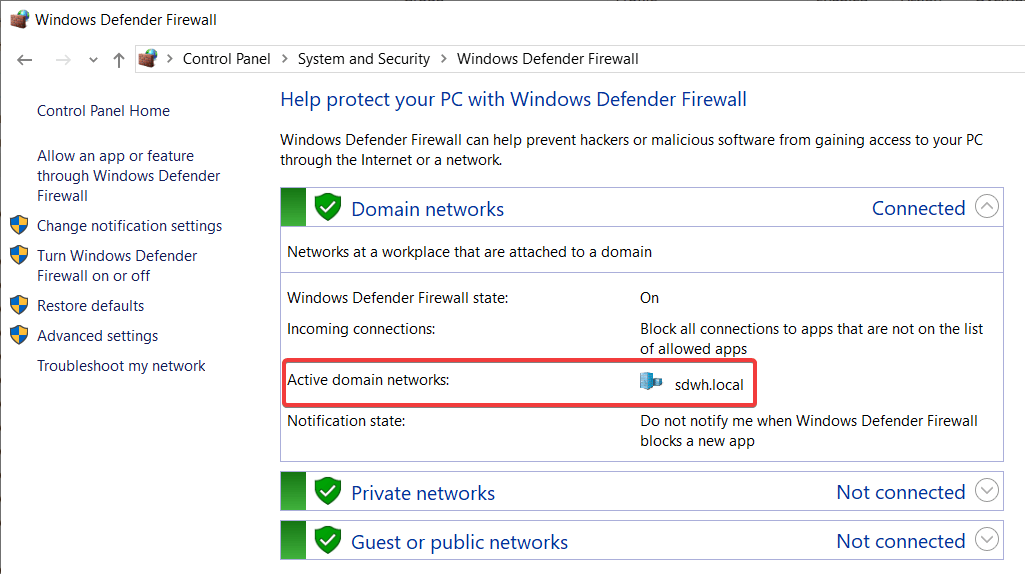 Windows Defender Firewall
Control Panel > System and Security > Windows Defender Firewall
Control Panel Home
Allow an app or feature
through Windows Defender
Firewall
Change notification settings
Turn Windows Defender
Firewall on or off
Restore defaults
Advanced settings
Troubleshoot my network
Help protect your PC with Windows Defender Firewall
Windows Defender Firewall can help prevent hackers or malicious software from gaining access to your PC
through the Internet or a network.
Domain networks Connected
Networks at a workplace that are attached to a domain
Windows Defender Firewall state: On
Incoming connections: Block all connections to apps that are not on the list
of allowed apps
Active domain networks: sdwh.local
Notification state: Do not notify me when Windows Defender Firewall
blocks a new app
Private networks Not connected
Guest or public networks Not connected